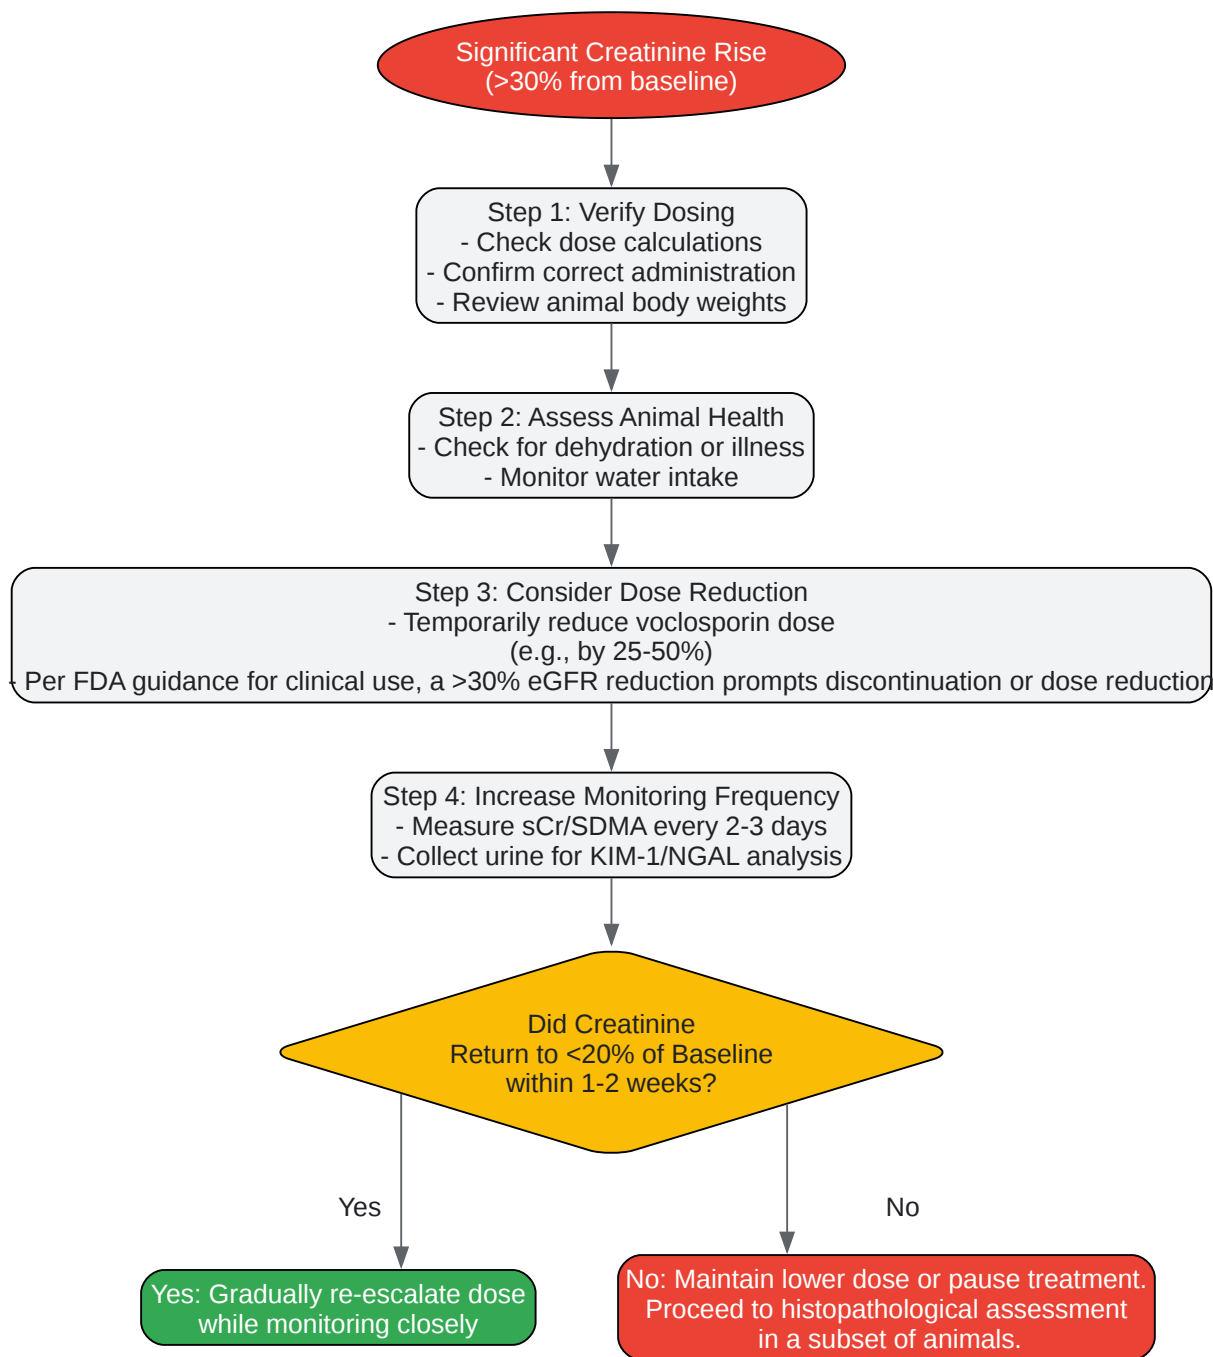 Significant Creatinine Rise
(>30% from baseline)
Step 1: Verify Dosing
- Check dose calculations
- Confirm correct administration
- Review animal body weights
Step 2: Assess Animal Health
- Check for dehydration or illness
- Monitor water intake
Step 3: Consider Dose Reduction
- Temporarily reduce voclosporin dose
(e.g., by 25-50%)
- Per FDA guidance for clinical use, a >30% eGFR reduction prompts discontinuation or dose reduction
Step 4: Increase Monitoring Frequency
- Measure sCr/SDMA every 2-3 days
- Collect urine for KIM-1/NGAL analysis
Did Creatinine
Return to <20% of Baseline
within 1-2 weeks?
Yes
No
Yes: Gradually re-escalate dose
while monitoring closely
No: Maintain lower dose or pause treatment.
Proceed to histopathological assessment
in a subset of animals.